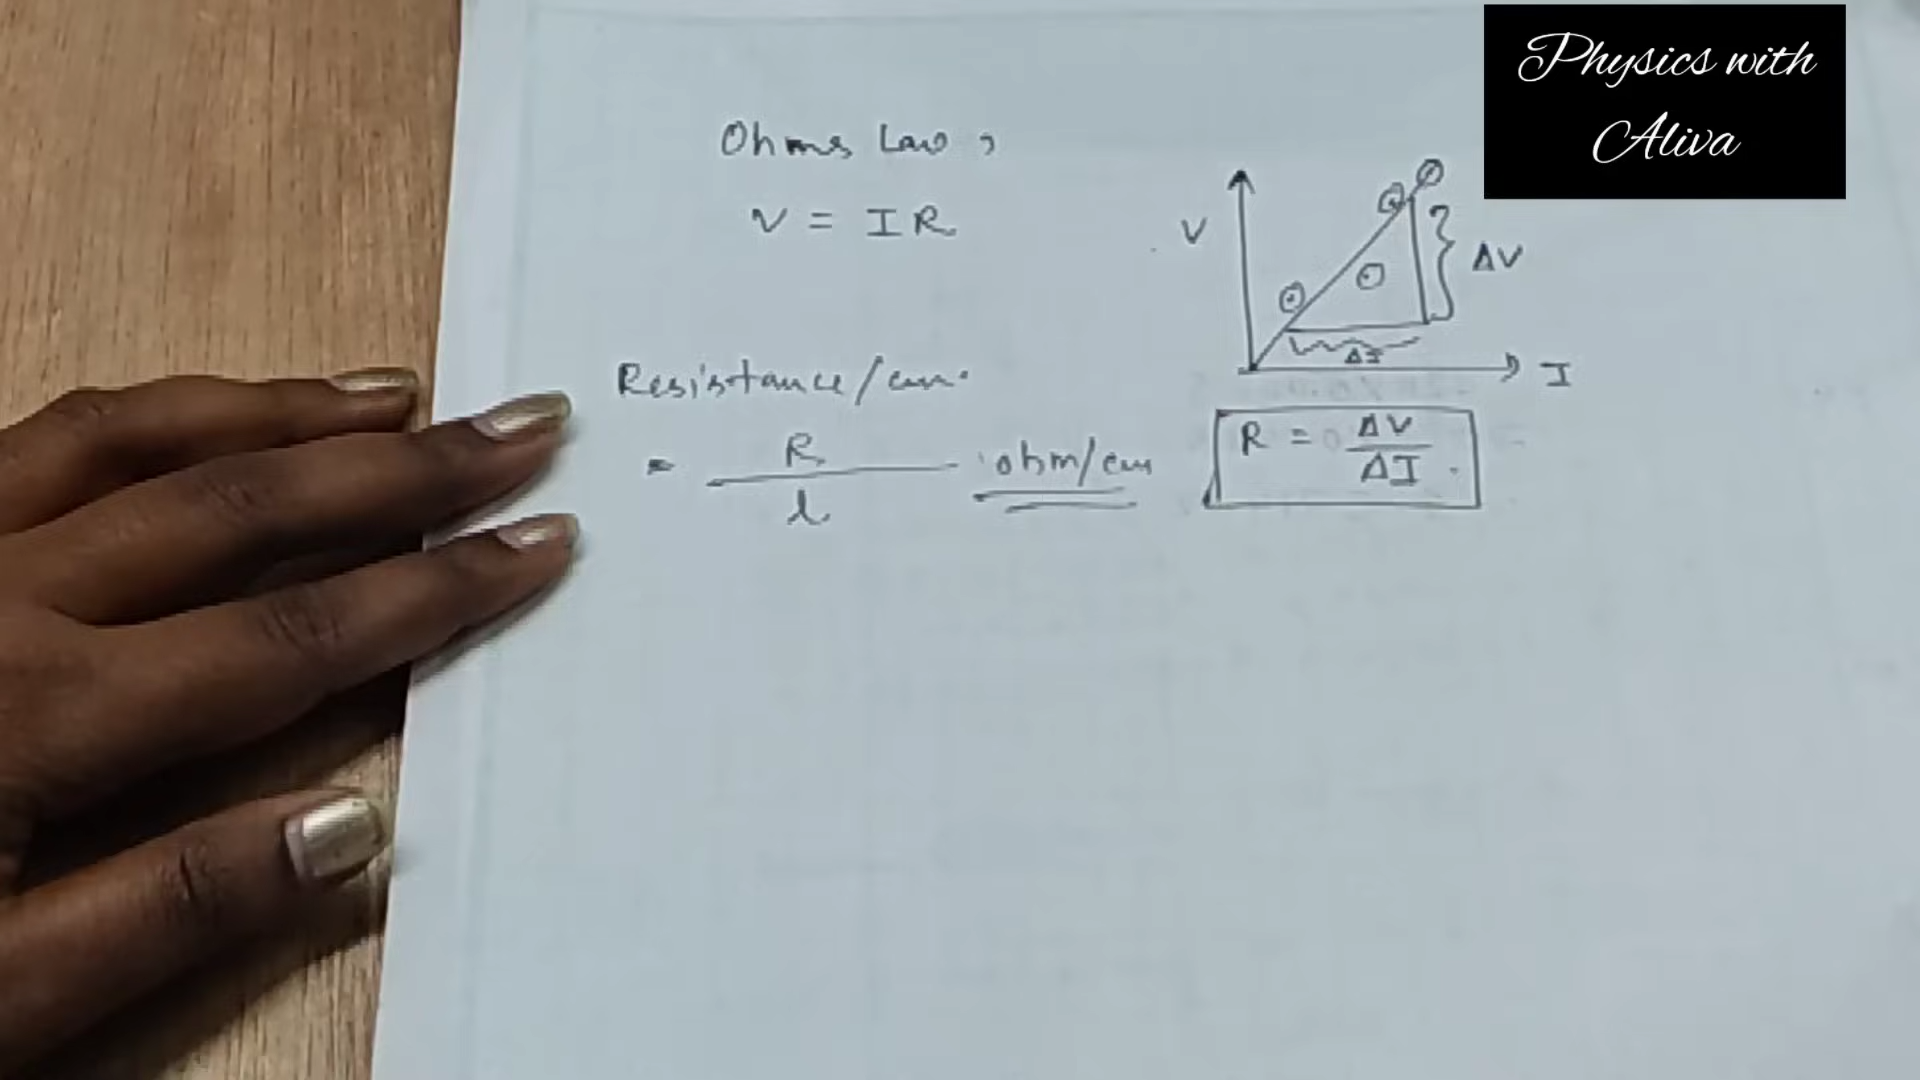 Physics with
Aliva
Ohms Law,
V = IR
V
ΔV
ΔI
I
Resistance/cm.
= R/l ohm/cm
R = ΔV/ΔI.